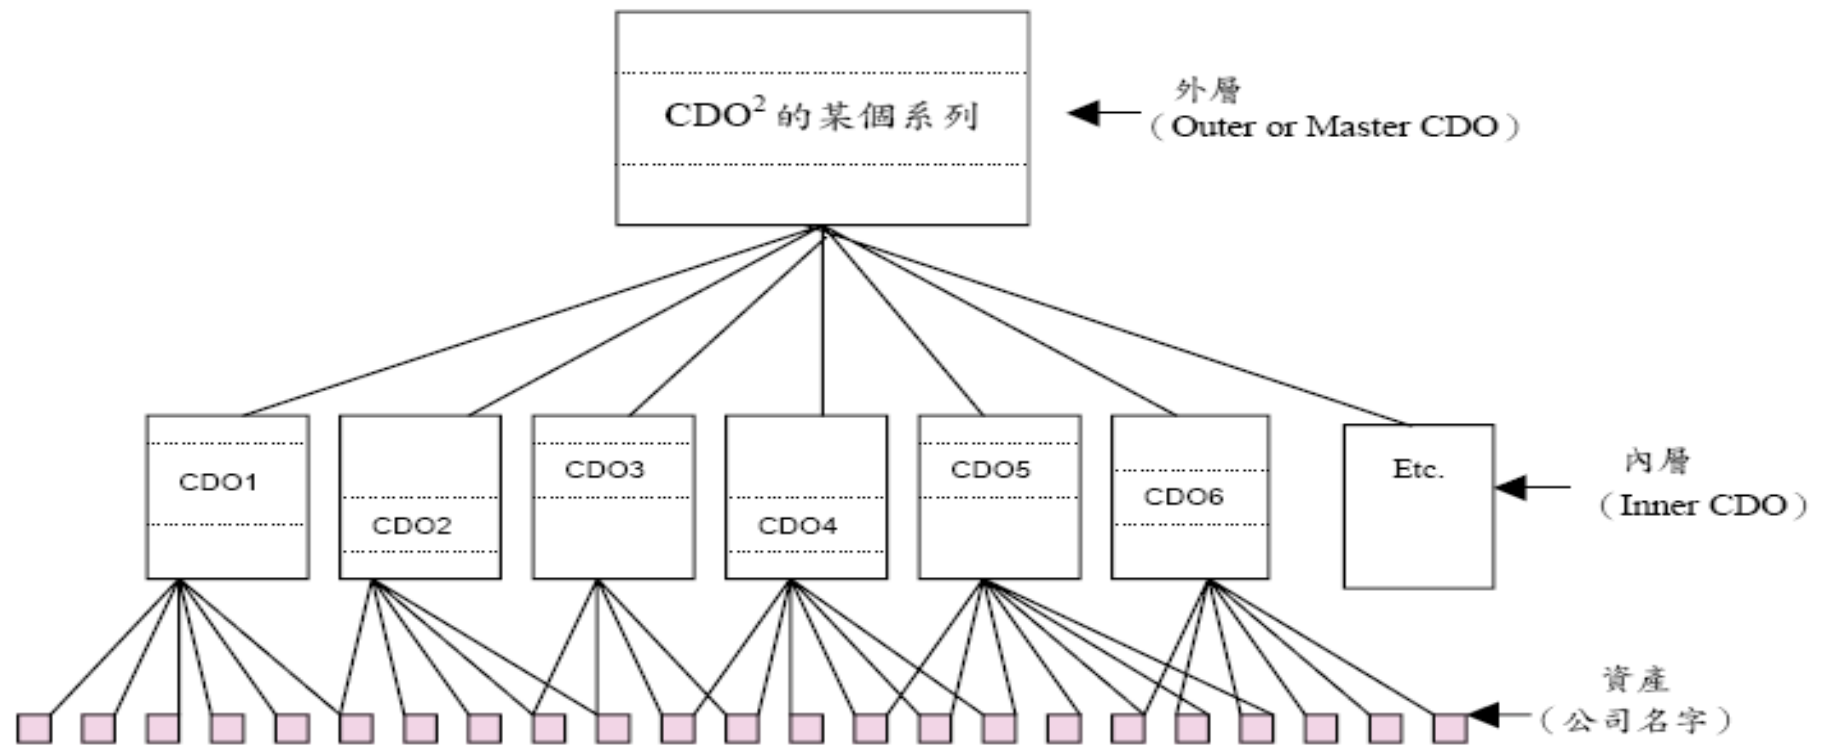 外層
CDO² 的某個系列
(Outer or Master CDO)
CDO1
CDO2
CDO3
CDO4
CDO5
CDO6
Etc.
內層
(Inner CDO)
資產
(公司名字)